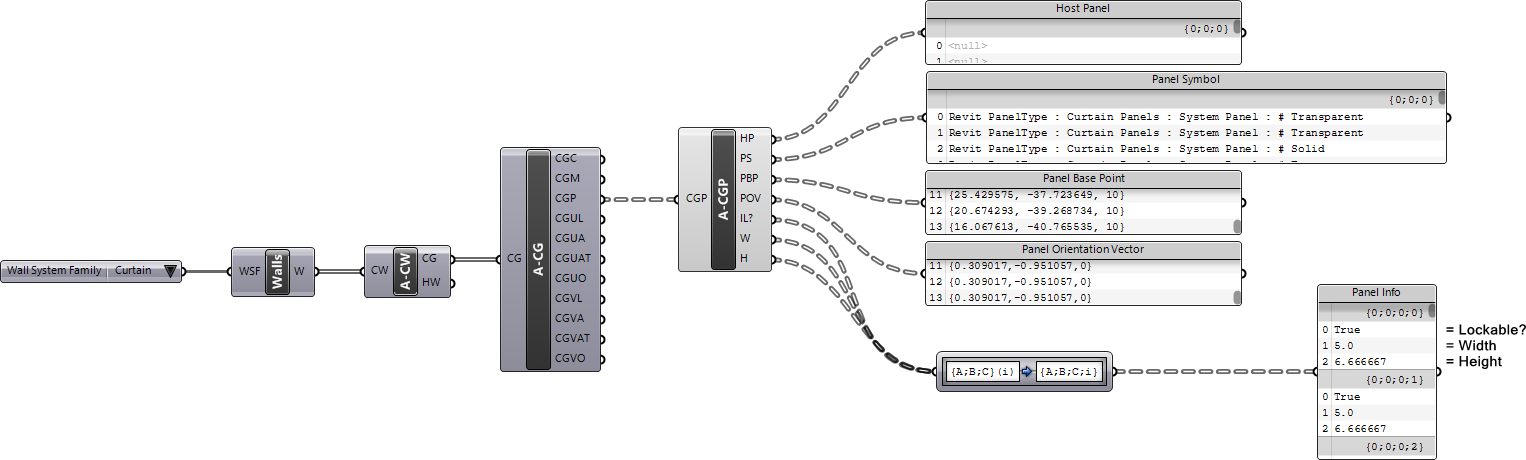 Wall System Family Curtain
WSF Walls W
CW A-CW CG
HW
CG A-CG
CGC
CGM
CGP
CGUL
CGUA
CGUAT
CGUO
CGVL
CGVA
CGVAT
CGVO
CGP A-CGP
HP
PS
PBP
POV
IL?
W
H
Host Panel
{0;0;0}
0 <null>
1 <null>
Panel Symbol
{0;0;0}
0 Revit PanelType : Curtain Panels : System Panel : # Transparent
1 Revit PanelType : Curtain Panels : System Panel : # Transparent
2 Revit PanelType : Curtain Panels : System Panel : # Solid
Panel Base Point
11 {25.429575, -37.723649, 10}
12 {20.674293, -39.268734, 10}
13 {16.067613, -40.765535, 10}
Panel Orientation Vector
11 {0.309017,-0.951057,0}
12 {0.309017,-0.951057,0}
13 {0.309017,-0.951057,0}
{A;B;C}(i) {A;B;C;i}
Panel Info
{0;0;0;0}
0 True = Lockable?
1 5.0 = Width
2 6.666667 = Height
{0;0;0;1}
0 True
1 5.0
2 6.666667
{0;0;0;2}